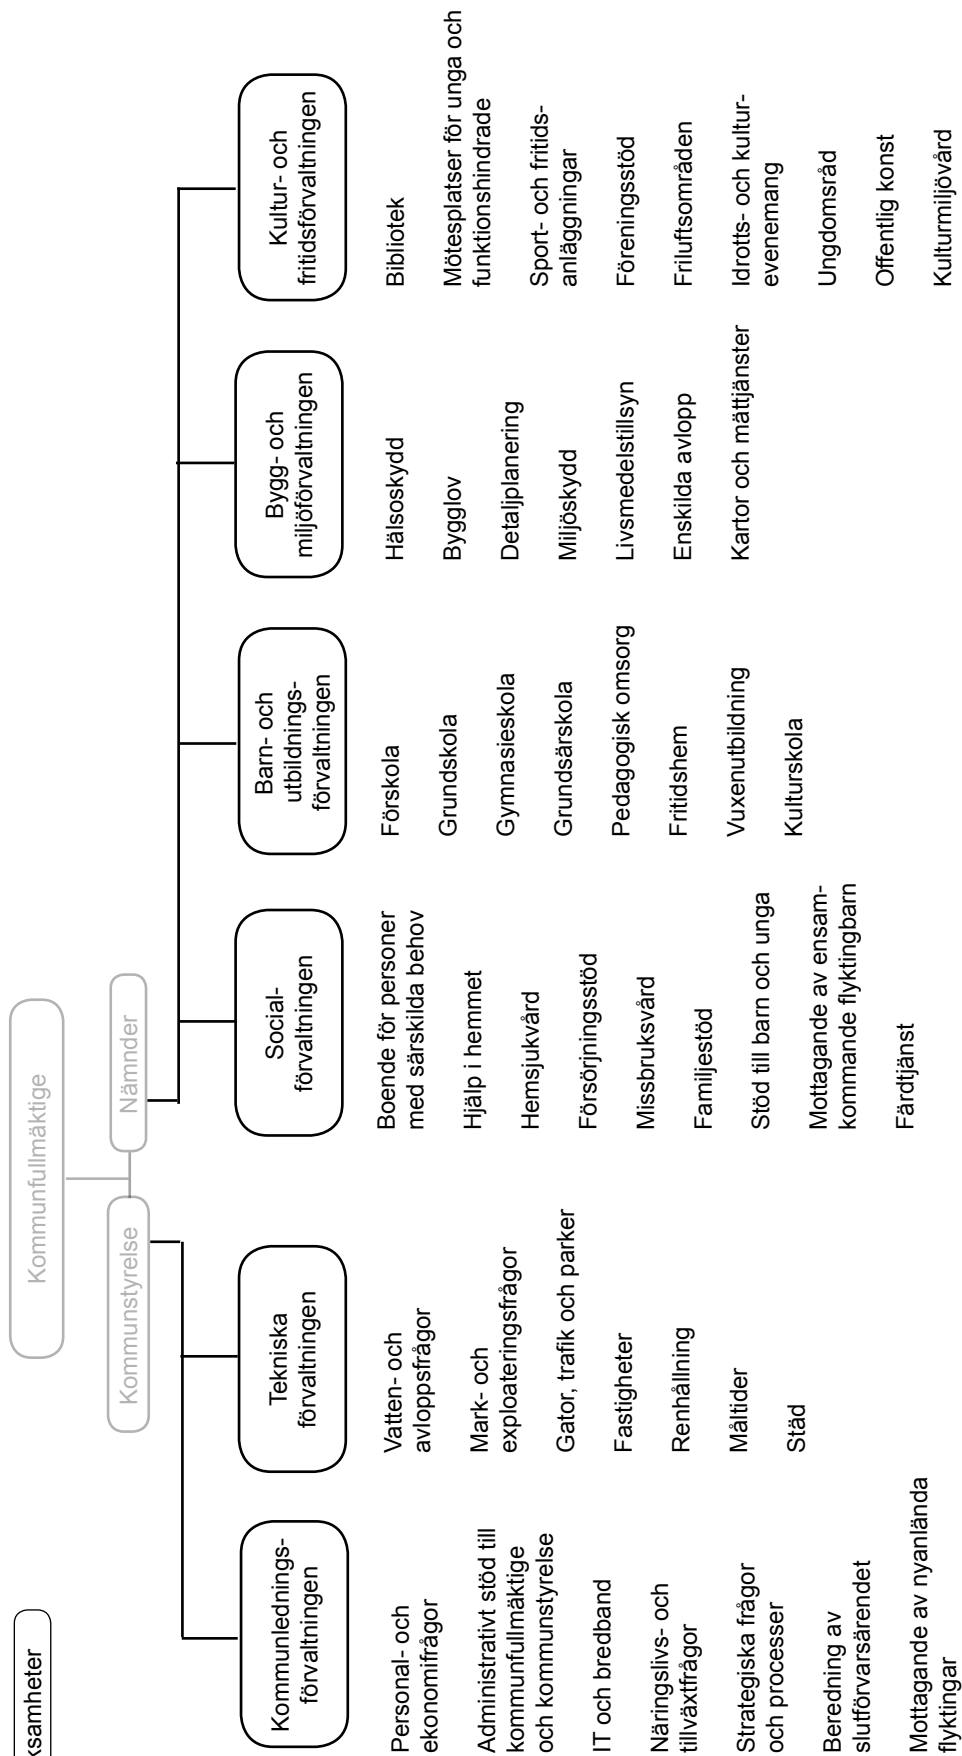 ksamheter
Kommunfullmäktige
Kommunstyrelse
Nämnder
Kommunlednings-
förvaltningen
Personal- och
ekonomifrågor
Administrativt stöd till
kommunfullmäktige
och kommunstyrelse
IT och bredband
Näringslivs- och
tillväxtfrågor
Strategiska frågor
och processer
Beredning av
slutförvarsärendet
Mottagande av nyanlända
flyktingar
Tekniska
förvaltningen
Vatten- och
avloppsfrågor
Mark- och
exploateringsfrågor
Gator, trafik och parker
Fastigheter
Renhållning
Måltider
Städ
Social-
förvaltningen
Boende för personer
med särskilda behov
Hjälp i hemmet
Hemsjukvård
Försörjningsstöd
Missbruksvård
Familjestöd
Stöd till barn och unga
Mottagande av ensam-
kommande flyktingbarn
Färdtjänst
Barn- och
utbildnings-
förvaltningen
Förskola
Grundskola
Gymnasieskola
Grundsärskola
Pedagogisk omsorg
Fritidshem
Vuxenutbildning
Kulturskola
Bygg- och
miljöförvaltningen
Hälsoskydd
Bygglov
Detaljplanering
Miljöskydd
Livsmedelstillsyn
Enskilda avlopp
Kartor och mättjänster
Kultur- och
fritidsförvaltningen
Bibliotek
Mötesplatser för unga och
funktionshindrade
Sport- och fritids-
anläggningar
Föreningsstöd
Friluftsområden
Idrotts- och kultur-
evenemang
Ungdomsråd
Offentlig konst
Kulturmiljövård